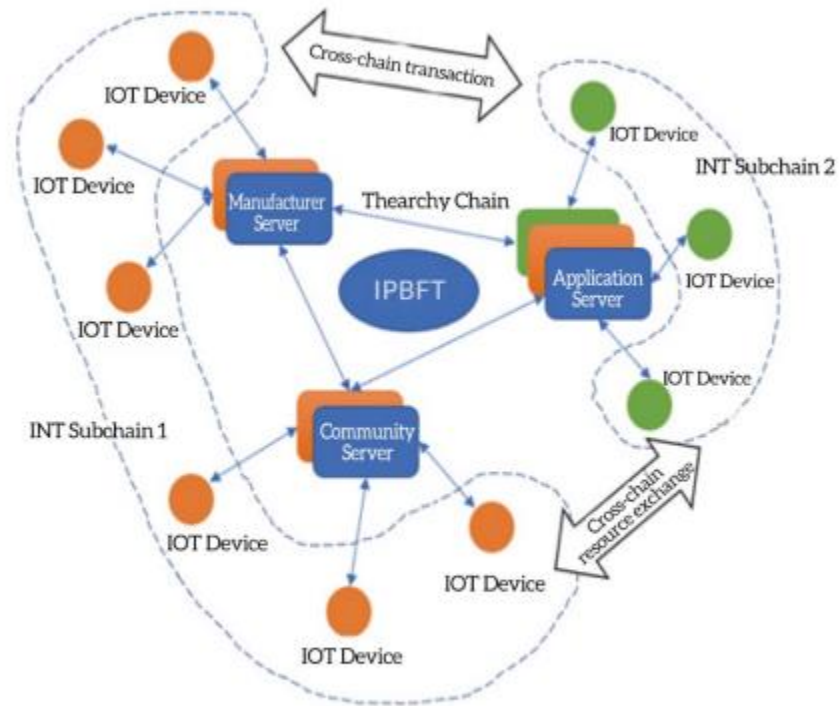 Cross-chain transaction
IOT Device
IOT Device
IOT Device
IOT Device
INT Subchain 2
Manufacturer
Server
Thearchy Chain
IPBFT
Application
Server
IOT Device
IOT Device
IOT Device
INT Subchain 1
Community
Server
Cross-chain
resource exchange
IOT Device
IOT Device
IOT Device